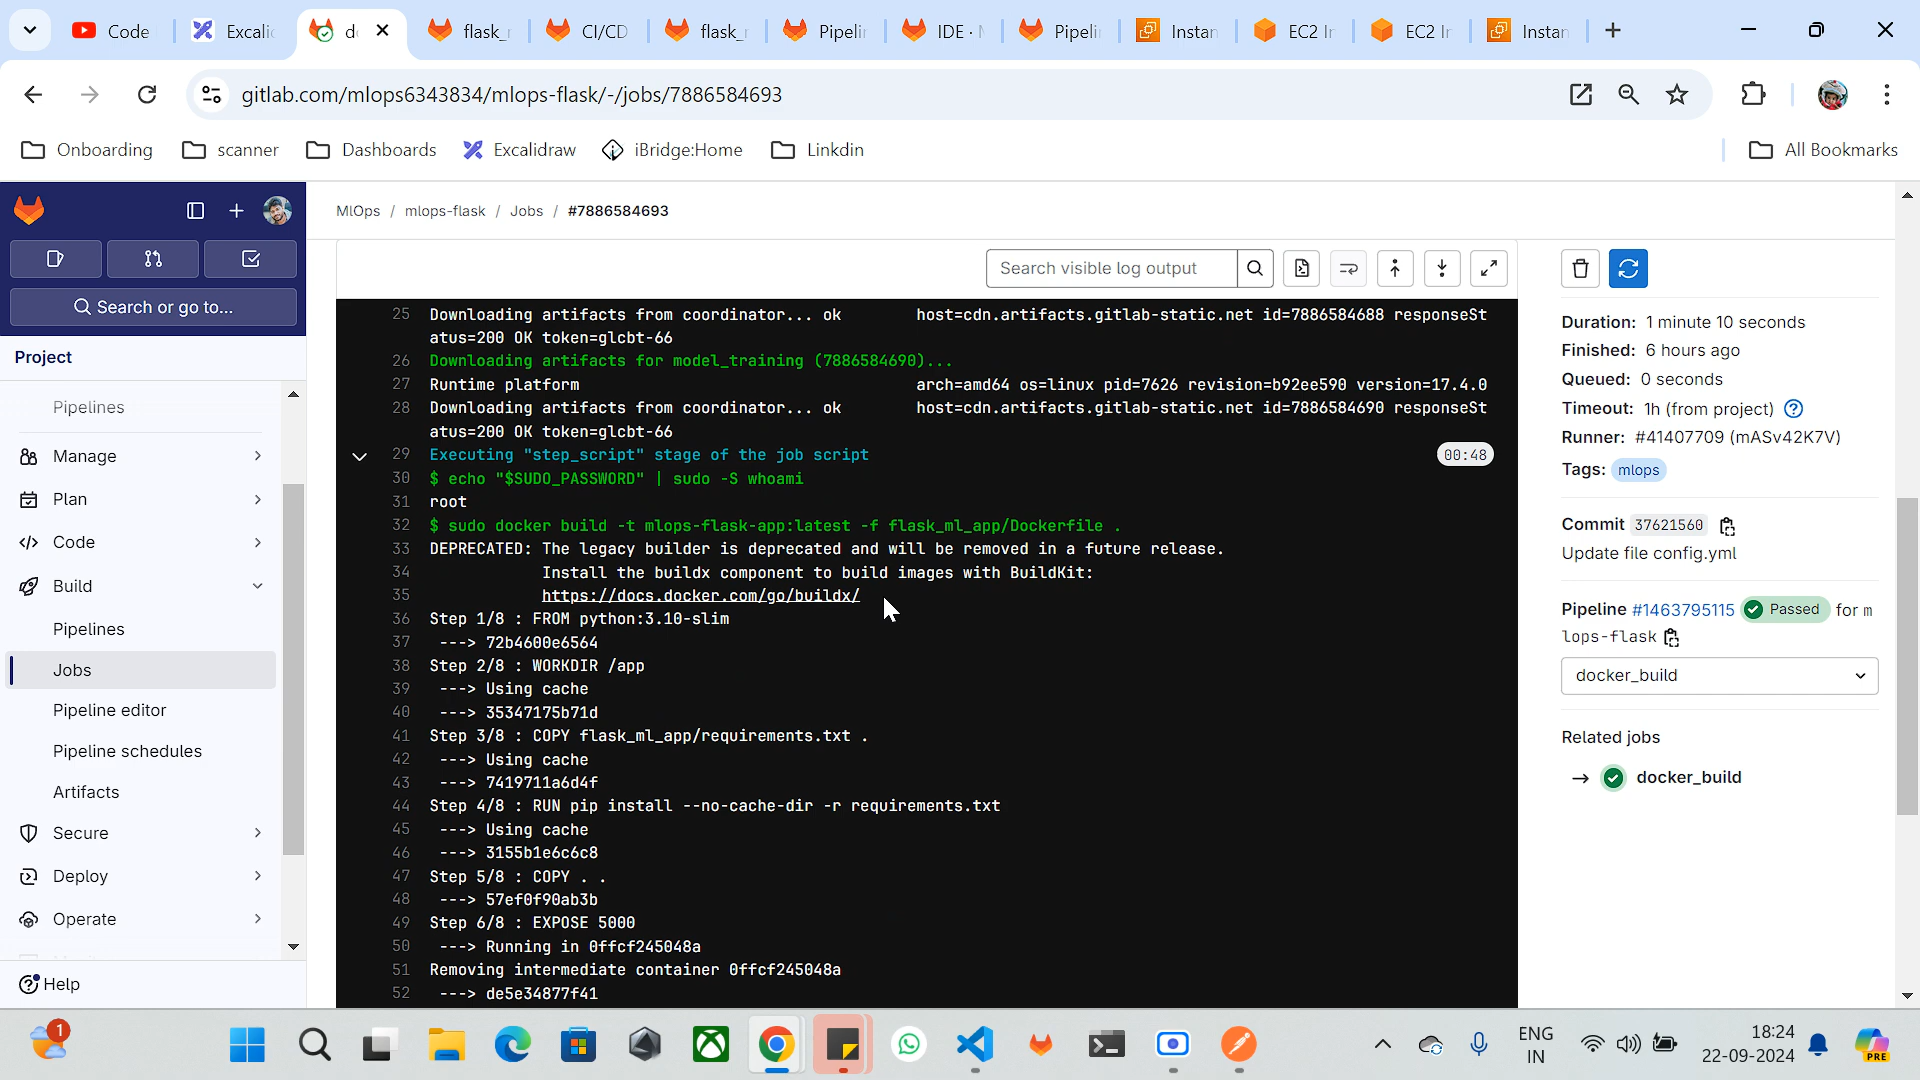 Code
Excali
do
flask_r
CI/CD
flask_r
Pipelin
IDE · M
Pipelin
Instan
EC2 In
EC2 In
Instan
gitlab.com/mlops6343834/mlops-flask/-/jobs/7886584693
Onboarding
scanner
Dashboards
Excalidraw
iBridge:Home
Linkdin
All Bookmarks
MlOps / mlops-flask / Jobs / #7886584693
Search or go to...
Search visible log output
Project
Pipelines
Manage
Plan
Code
Build
Pipelines
Jobs
Pipeline editor
Pipeline schedules
Artifacts
Secure
Deploy
Operate
Help
25 Downloading artifacts from coordinator... ok host=cdn.artifacts.gitlab-static.net id=7886584688 responseSt
atus=200 OK token=glcbt-66
26 Downloading artifacts for model_training (7886584690)...
27 Runtime platform arch=amd64 os=linux pid=7626 revision=b92ee590 version=17.4.0
28 Downloading artifacts from coordinator... ok host=cdn.artifacts.gitlab-static.net id=7886584690 responseSt
atus=200 OK token=glcbt-66
29 Executing "step_script" stage of the job script 00:48
30 $ echo "$SUDO_PASSWORD" | sudo -S whoami
31 root
32 $ sudo docker build -t mlops-flask-app:latest -f flask_ml_app/Dockerfile .
33 DEPRECATED: The legacy builder is deprecated and will be removed in a future release.
34 Install the buildx component to build images with BuildKit:
35 https://docs.docker.com/go/buildx/
36 Step 1/8 : FROM python:3.10-slim
37 ---> 72b4600e6564
38 Step 2/8 : WORKDIR /app
39 ---> Using cache
40 ---> 35347175b71d
41 Step 3/8 : COPY flask_ml_app/requirements.txt .
42 ---> Using cache
43 ---> 7419711a6d4f
44 Step 4/8 : RUN pip install --no-cache-dir -r requirements.txt
45 ---> Using cache
46 ---> 3155b1e6c6c8
47 Step 5/8 : COPY . .
48 ---> 57ef0f90ab3b
49 Step 6/8 : EXPOSE 5000
50 ---> Running in 0ffcf245048a
51 Removing intermediate container 0ffcf245048a
52 ---> de5e34877f41
Duration: 1 minute 10 seconds
Finished: 6 hours ago
Queued: 0 seconds
Timeout: 1h (from project)
Runner: #41407709 (mASv42K7V)
Tags: mlops
Commit 37621560
Update file config.yml
Pipeline #1463795115 Passed for m
lops-flask
docker_build
Related jobs
→ docker_build
1
ENG
IN
18:24
22-09-2024
PRE